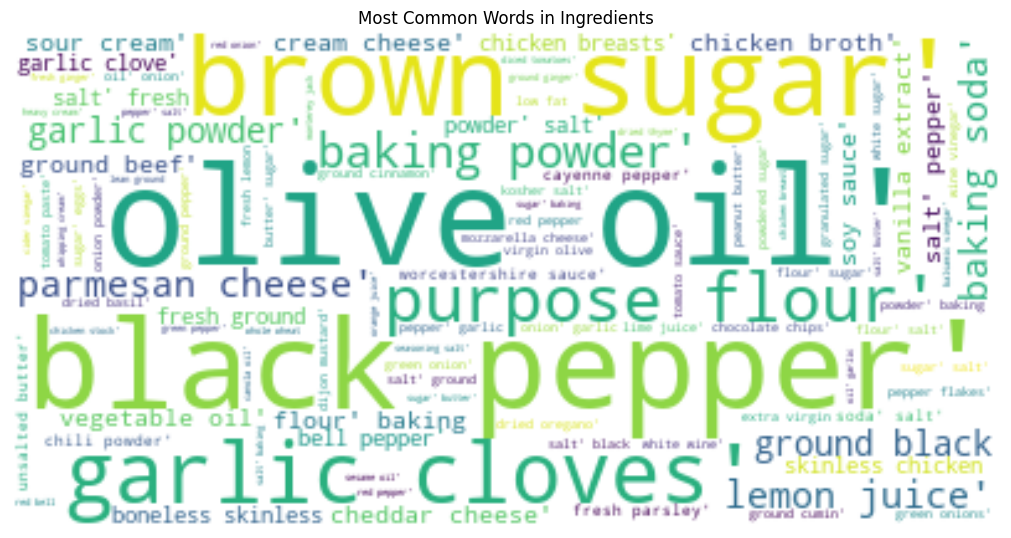 Most Common Words in Ingredients
sour cream'
red onion'
cream cheese'
chicken breasts'
chicken broth'
garlic clove'
brown sugar'
diced tomatoes'
fresh ginger'
oil' onion'
ground ginger'
salt' fresh
low fat
heavy cream'
pepper' salt'
monterey jack
garlic powder'
powder' salt'
dried thyme'
baking powder'
ground beef'
lean ground
ground cinnamon'
cayenne pepper'
kosher salt'
sugar' baking
olive oil'
red pepper
mozzarella cheese'
virgin olive
cider vinegar'
tomato paste'
whipping cream'
sugar' eggs'
onion powder'
ground pepper'
fresh lemon
butter' sugar'
peanut butter'
powdered sugar'
chicken breast
granulated sugar'
soy sauce'
white sugar'
salt' butter'
vanilla extract'
salt' pepper'
wine vinegar'
balsamic vinegar'
baking soda'
parmesan cheese'
worcestershire sauce'
tomato sauce'
flour' sugar'
orange juice'
purpose flour'
dried basil'
powder' baking
fresh ground
chicken stock'
green pepper'
whole wheat
pepper' garlic
onion' garlic
lime juice'
chocolate chips'
flour' salt'
black pepper'
seasoning salt'
green onion'
salt' ground
sugar' butter'
oil' garlic
sugar' salt'
pepper flakes'
unsalted butter'
canola oil'
dijon mustard'
vegetable oil'
flour' baking
dried oregano'
extra virgin
soda' salt'
chili powder'
bell pepper
salt' black
white wine'
ground black
salt' baking
garlic cloves'
sesame oil'
red pepper'
skinless chicken
lemon juice'
red bell
boneless skinless
cheddar cheese'
fresh parsley'
ground cumin'
green onions'